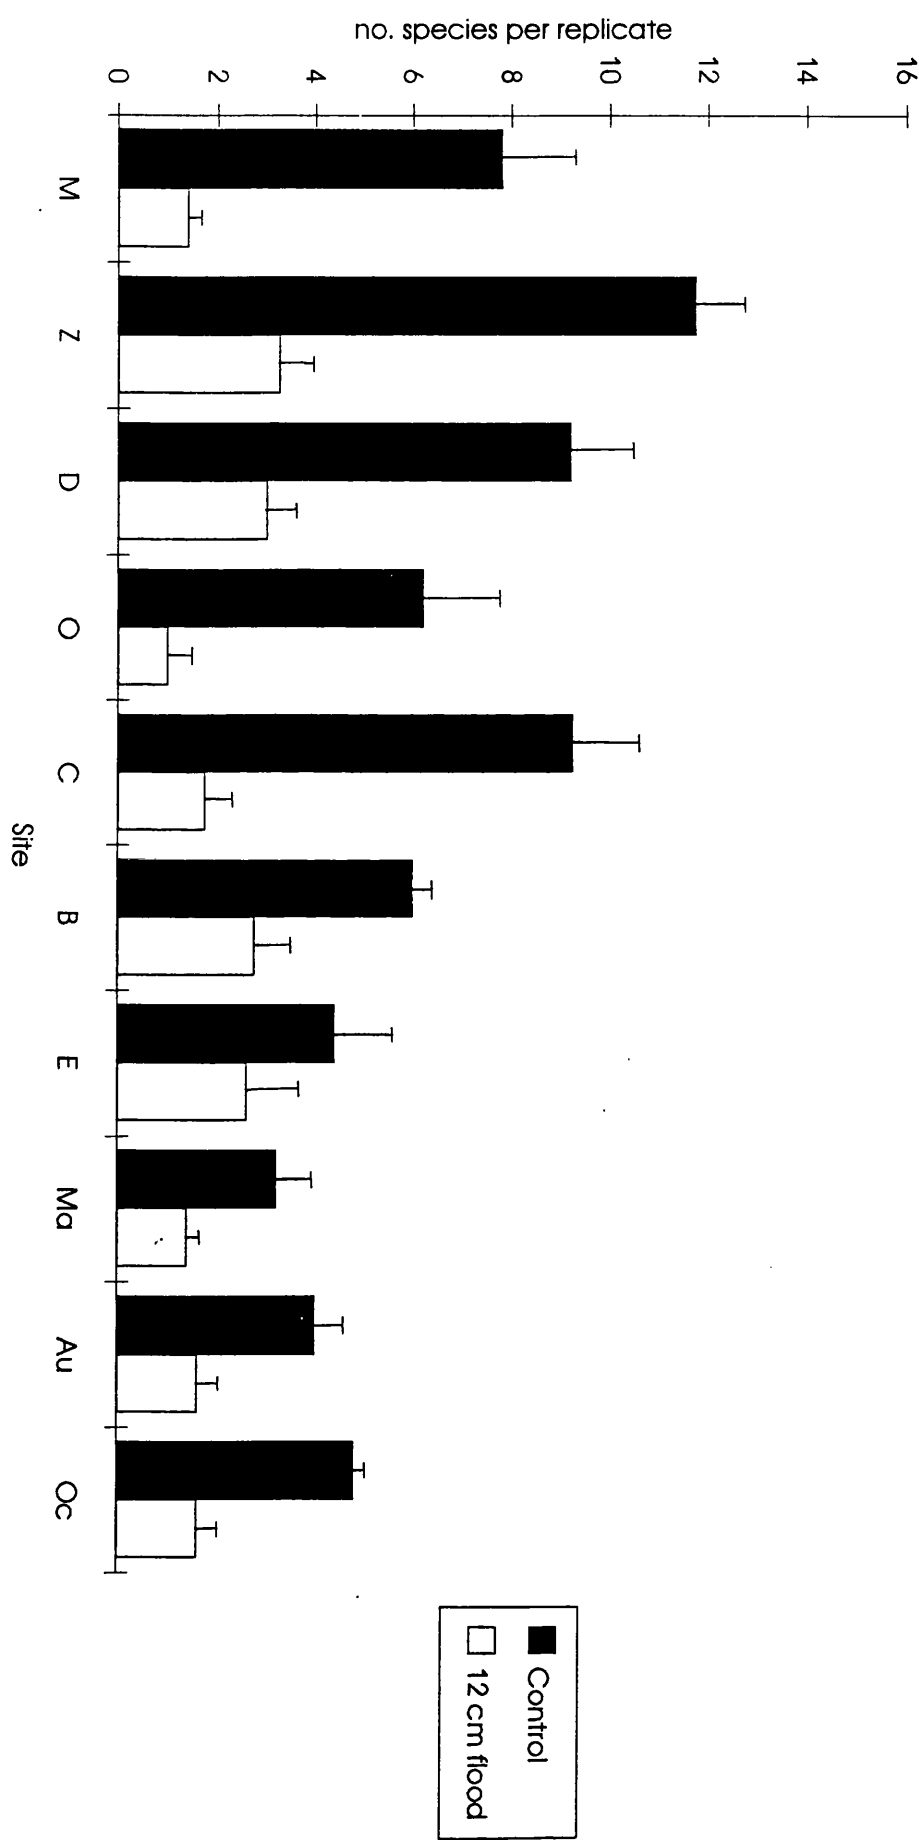 no. species per replicate
16
14
12
10
8
6
4
2
0
M
Z
D
O
C
B
E
Ma
Au
Oc
Site
Control
12 cm flood